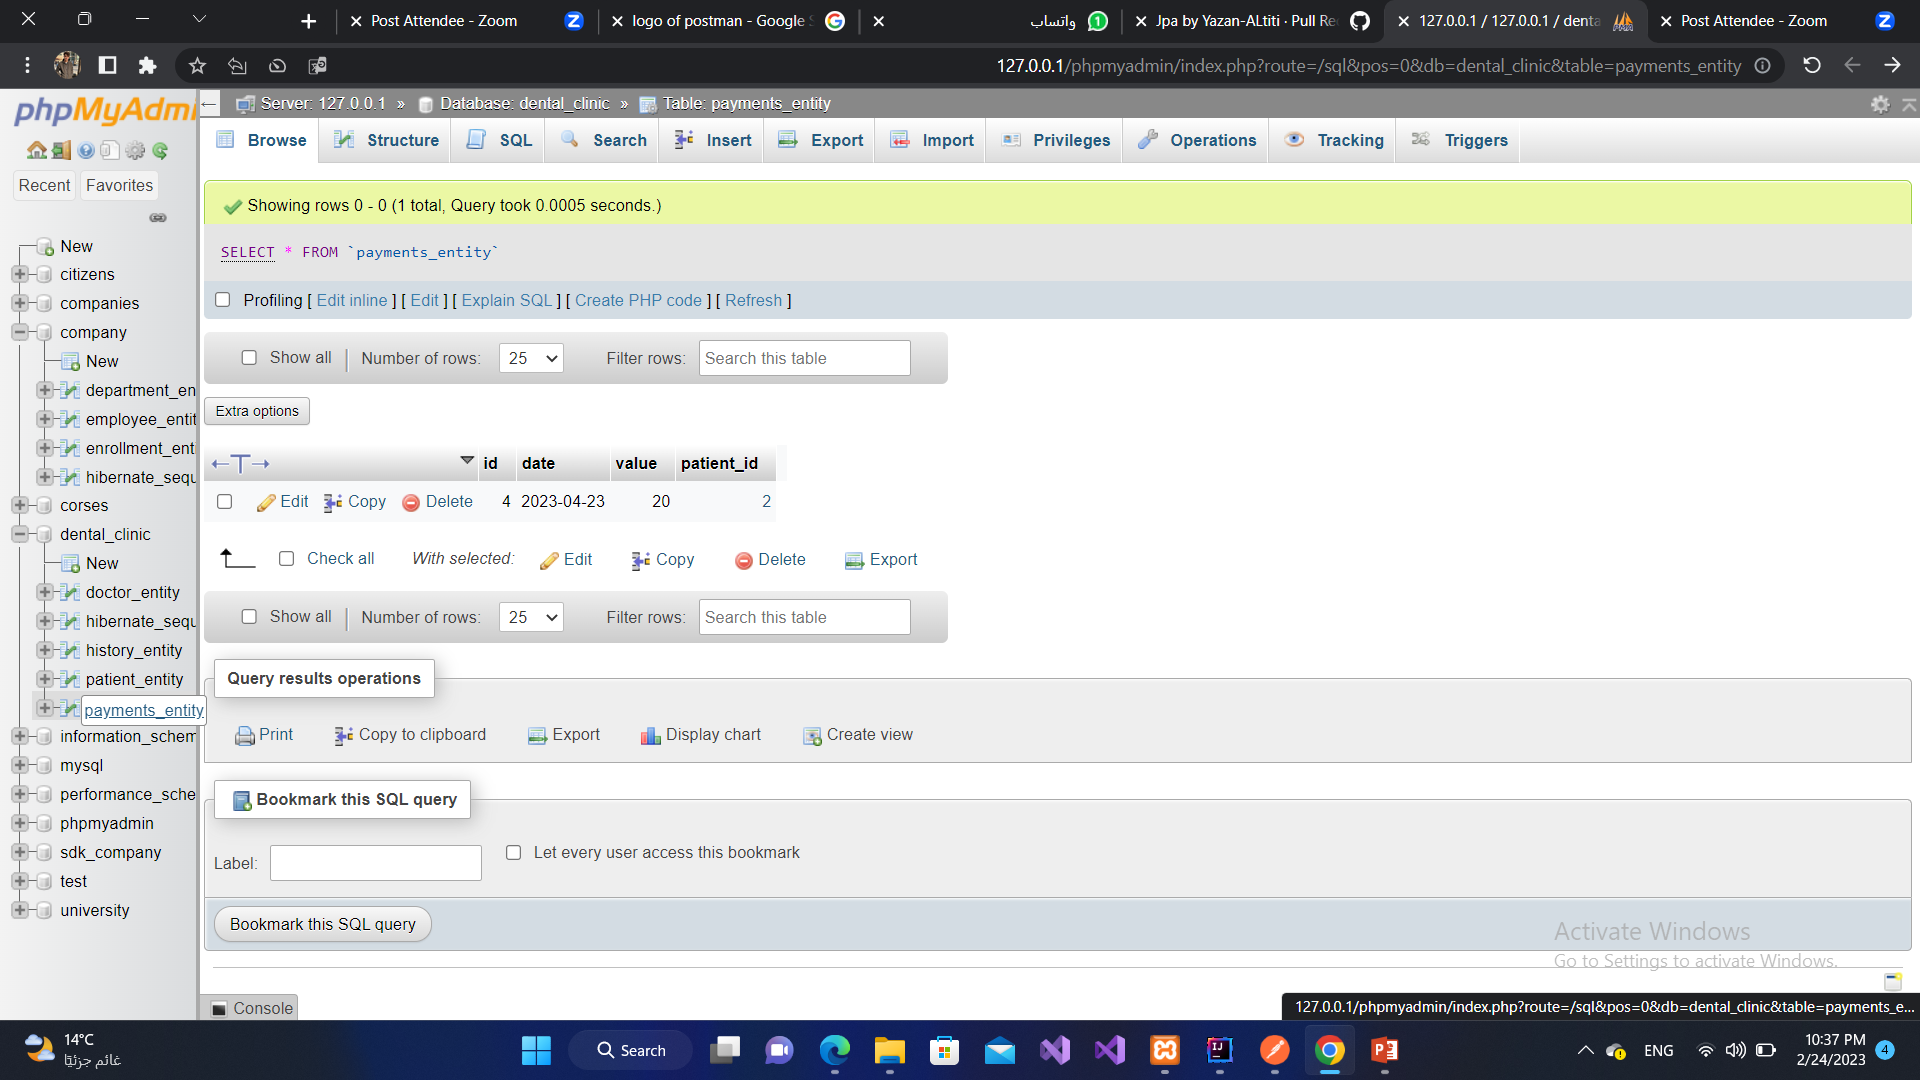 Post Attendee - Zoom
logo of postman - Google S
واتساب
Jpa by Yazan-ALtiti · Pull Re
127.0.0.1 / 127.0.0.1 / denta
Post Attendee - Zoom
127.0.0.1/phpmyadmin/index.php?route=/sql&pos=0&db=dental_clinic&table=payments_entity
phpMyAdmi
Recent
Favorites
New
citizens
companies
company
New
department_en
employee_entit
enrollment_ent
hibernate_sequ
corses
dental_clinic
New
doctor_entity
hibernate_sequ
history_entity
patient_entity
payments_entity
information_schem
mysql
performance_sche
phpmyadmin
sdk_company
test
university
Server: 127.0.0.1 » Database: dental_clinic » Table: payments_entity
Browse Structure SQL Search Insert Export Import Privileges Operations Tracking Triggers
Showing rows 0 - 0 (1 total, Query took 0.0005 seconds.)
SELECT * FROM `payments_entity`
Profiling [ Edit inline ] [ Edit ] [ Explain SQL ] [ Create PHP code ] [ Refresh ]
Show all Number of rows: 25 Filter rows: Search this table
Extra options
←T→ id date value patient_id
Edit Copy Delete 4 2023-04-23 20 2
Check all With selected: Edit Copy Delete Export
Show all Number of rows: 25 Filter rows: Search this table
Query results operations
Print Copy to clipboard Export Display chart Create view
Bookmark this SQL query
Label: Let every user access this bookmark
Bookmark this SQL query
Activate Windows
Go to Settings to activate Windows.
Console
127.0.0.1/phpmyadmin/index.php?route=/sql&pos=0&db=dental_clinic&table=payments_e...
14°C
غائم جزئيًا
Search
ENG
10:37 PM
2/24/2023
4